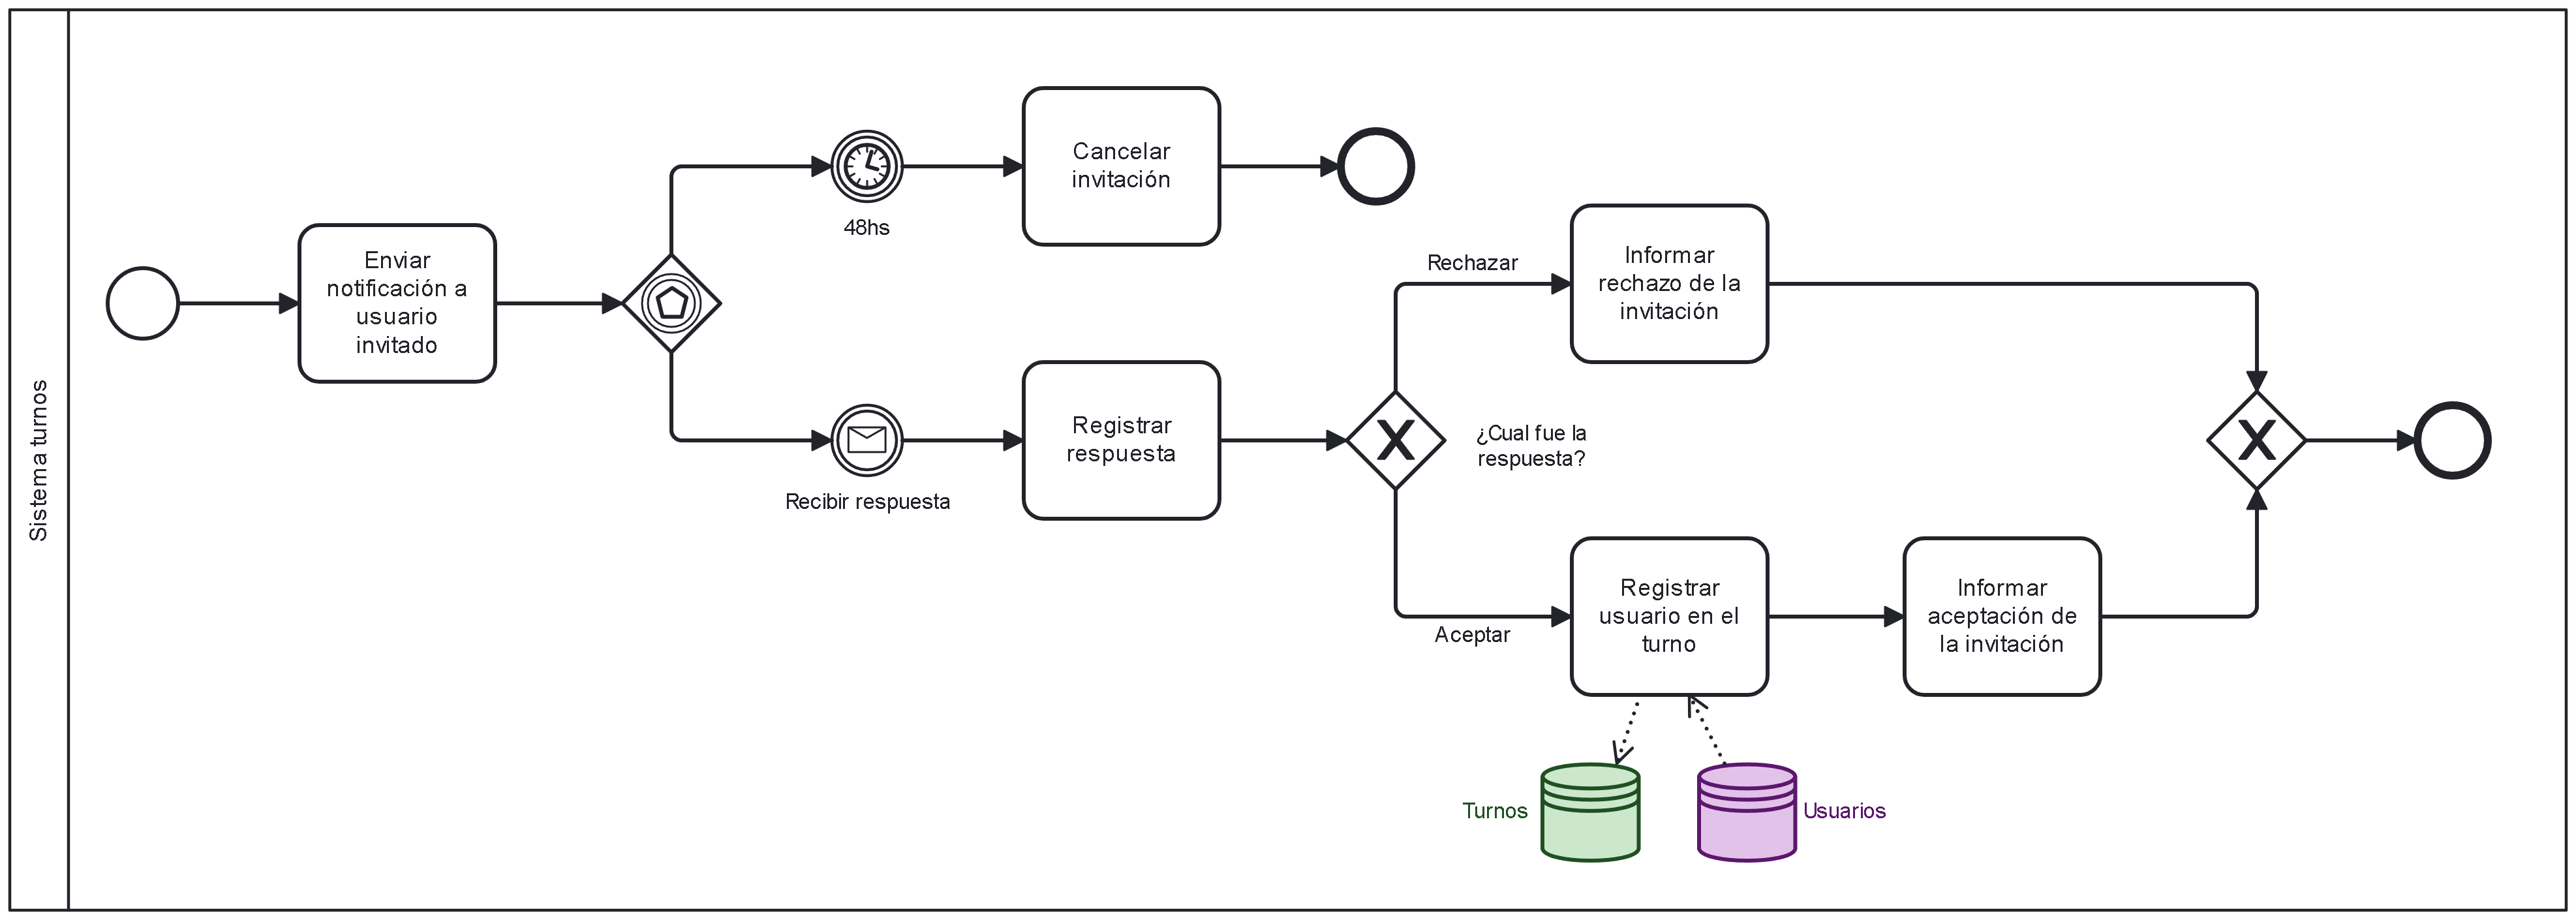 Sistema turnos
Enviar
notificación a
usuario
invitado
48hs
Cancelar
invitación
Recibir respuesta
Registrar
respuesta
¿Cual fue la
respuesta?
Rechazar
Informar
rechazo de la
invitación
Aceptar
Registrar
usuario en el
turno
Informar
aceptación de
la invitación
Turnos
Usuarios